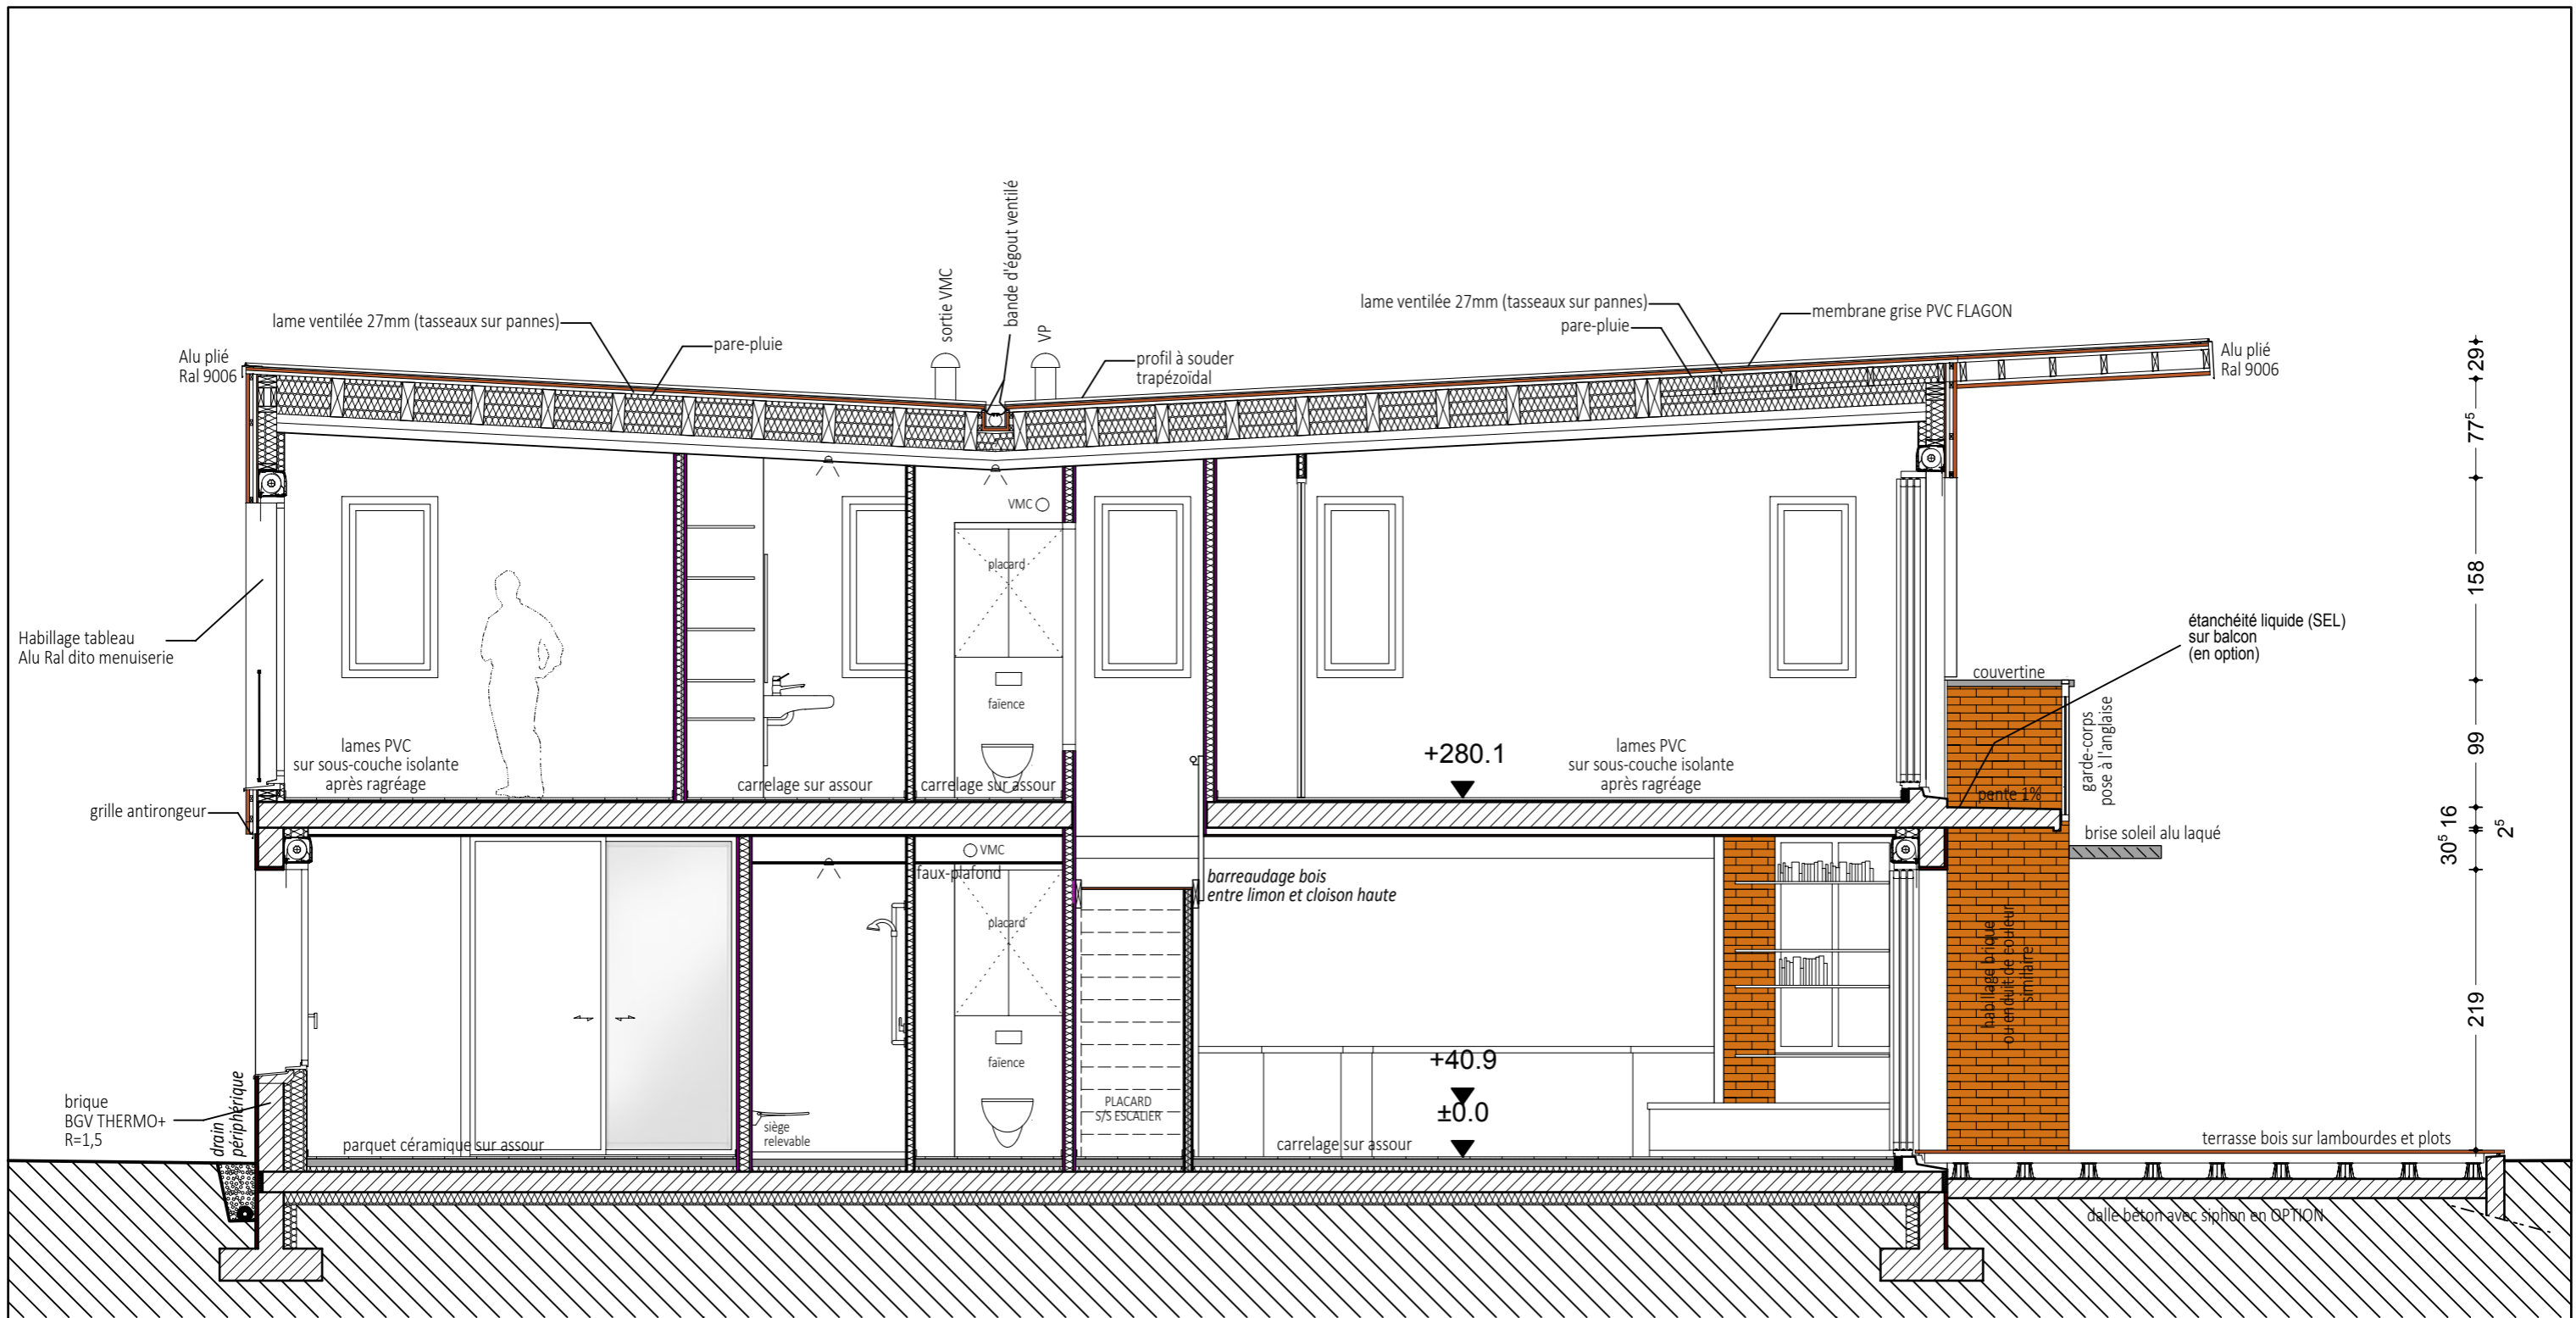 sortie VMC
bande d'égout ventilé
VP
lame ventilée 27mm (tasseaux sur pannes)
pare-pluie
lame ventilée 27mm (tasseaux sur pannes)
pare-pluie
membrane grise PVC FLAGON
Alu plié
Ral 9006
profil à souder
trapézoïdal
Alu plié
Ral 9006
29
77⁵
158
99
16
30⁵
2⁵
219
VMC
placard
faïence
Habillage tableau
Alu Ral dito menuiserie
étanchéité liquide (SEL)
sur balcon
(en option)
couvertine
garde-corps
pose à l'anglaise
lames PVC
sur sous-couche isolante
après ragréage
carrelage sur assour
carrelage sur assour
+280.1
lames PVC
sur sous-couche isolante
après ragréage
pente 1%
grille antirongeur
brise soleil alu laqué
VMC
faux-plafond
placard
faïence
barreaudage bois
entre limon et cloison haute
habillage brique
ou enduit de couleur
similaire
+40.9
±0.0
PLACARD
S/S ESCALIER
siège
relevable
brique
BGV THERMO+
R=1,5
drain
périphérique
parquet céramique sur assour
carrelage sur assour
terrasse bois sur lambourdes et plots
dalle béton avec siphon en OPTION